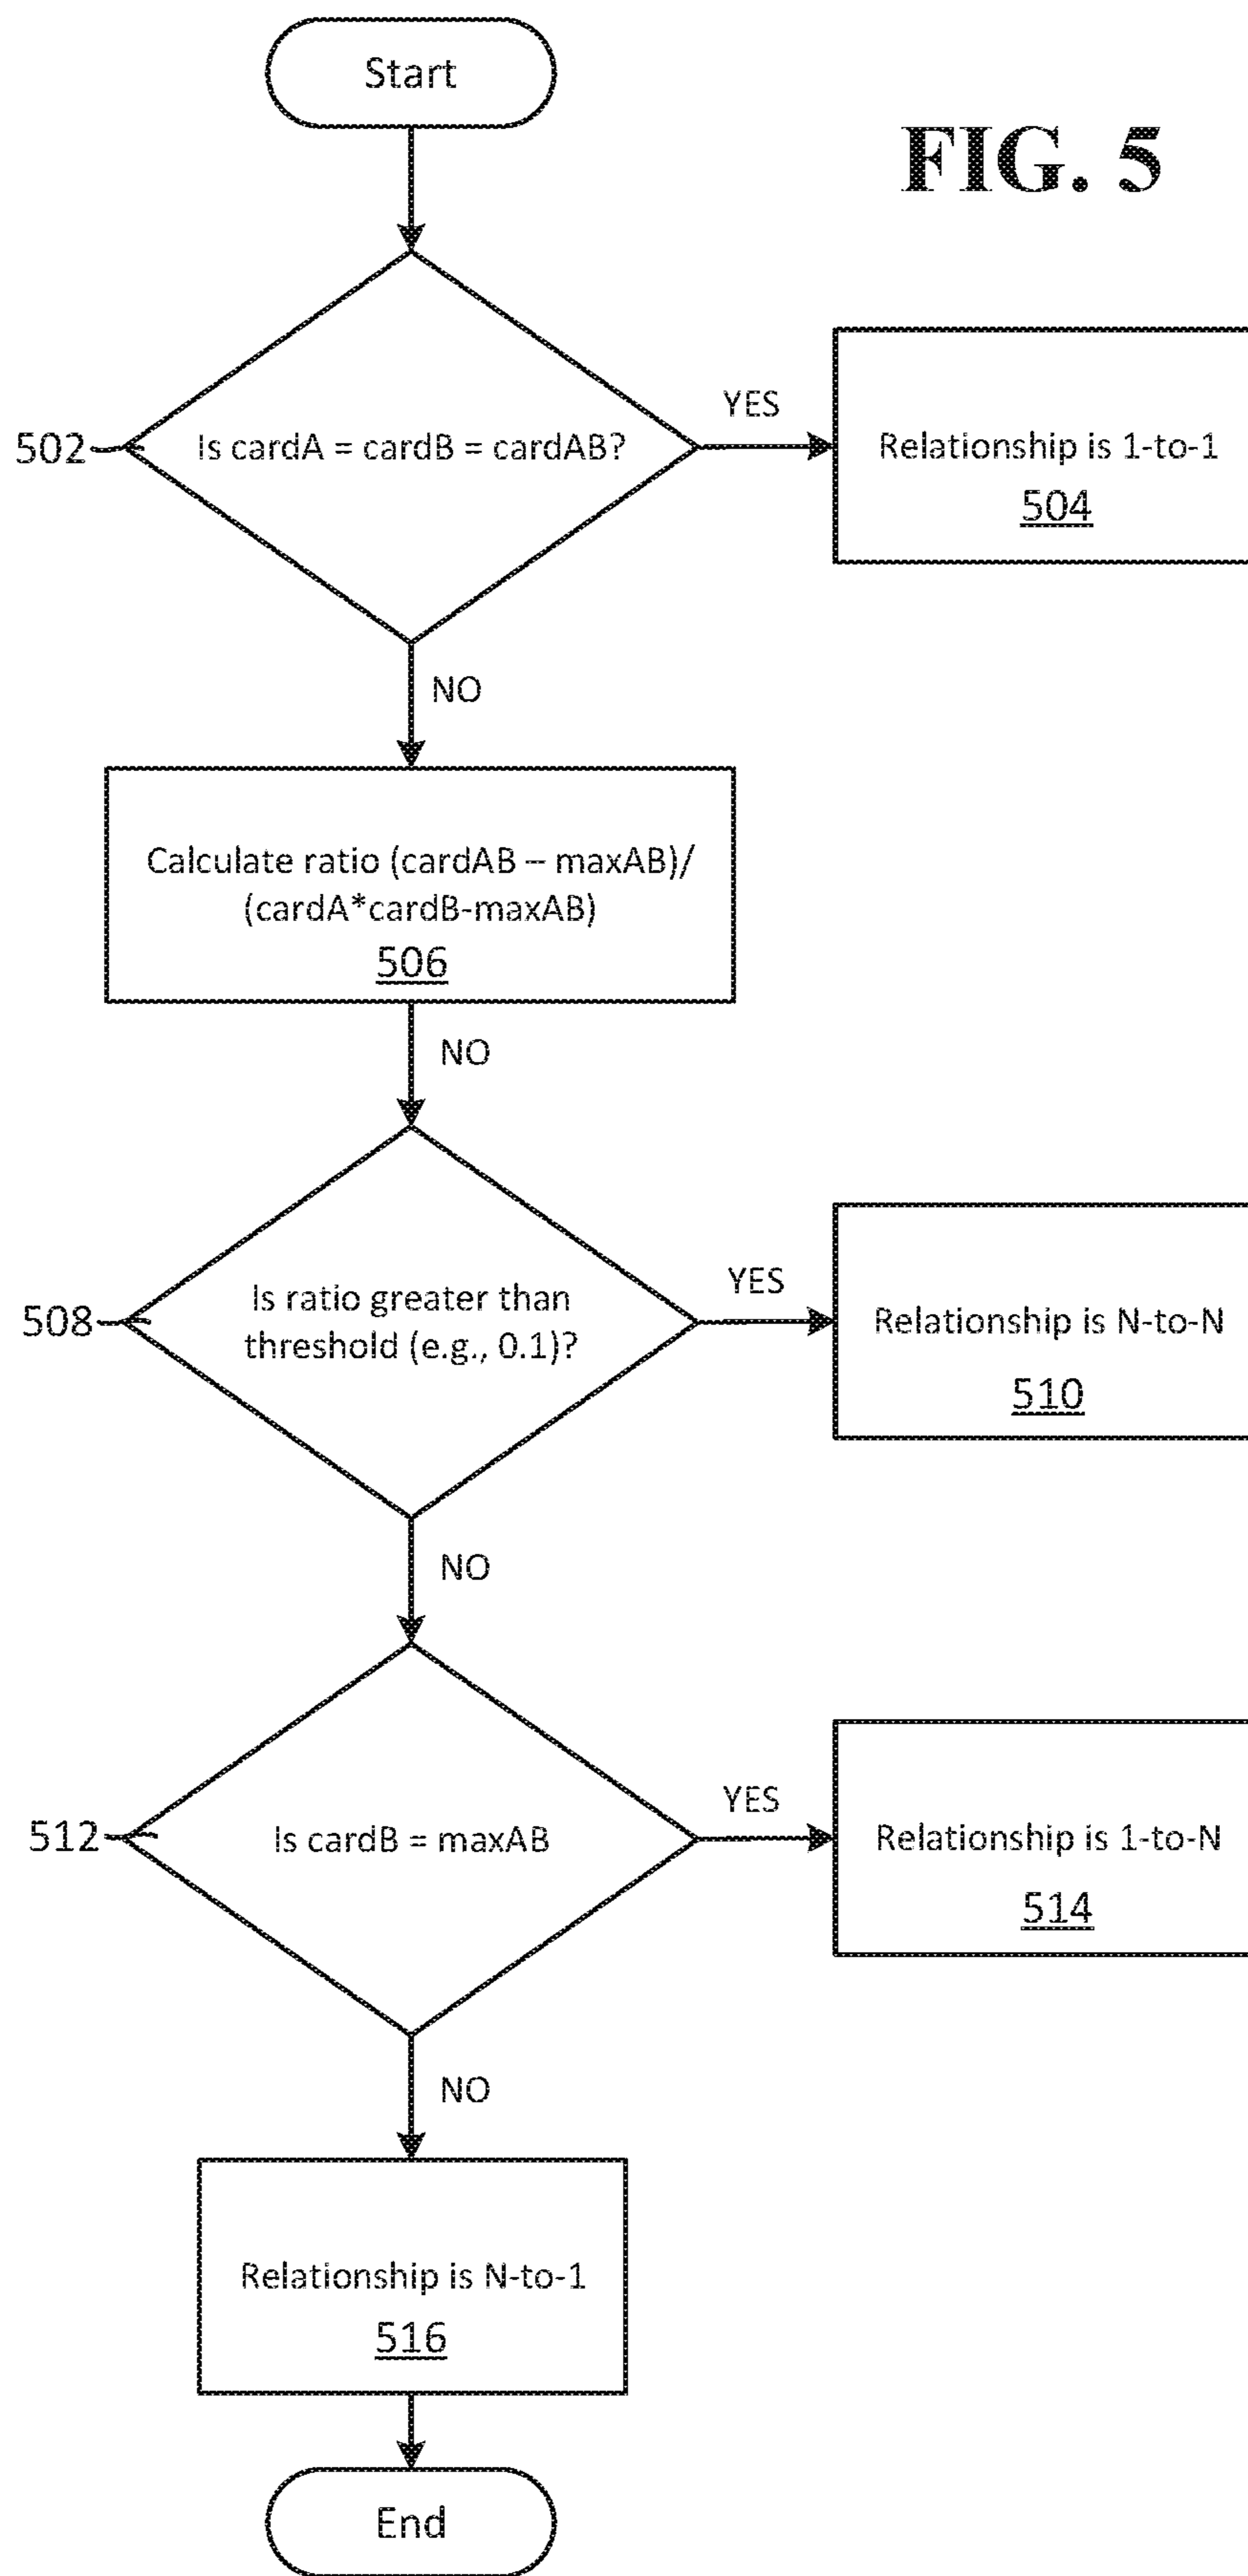 Start
FIG. 5
YES
502
Is cardA = cardB = cardAB?
Relationship is 1-to-1
504
NO
Calculate ratio (cardAB – maxAB)/
(cardA*cardB-maxAB)
506
NO
YES
508
Is ratio greater than
threshold (e.g., 0.1)?
Relationship is N-to-N
510
NO
YES
512
Is cardB = maxAB
Relationship is 1-to-N
514
NO
Relationship is N-to-1
516
End